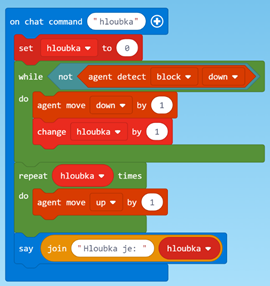 on chat command "hloubka"
set hloubka to 0
while not agent detect block down
do agent move down by 1
change hloubka by 1
repeat hloubka times
do agent move up by 1
say join "Hloubka je: " hloubka